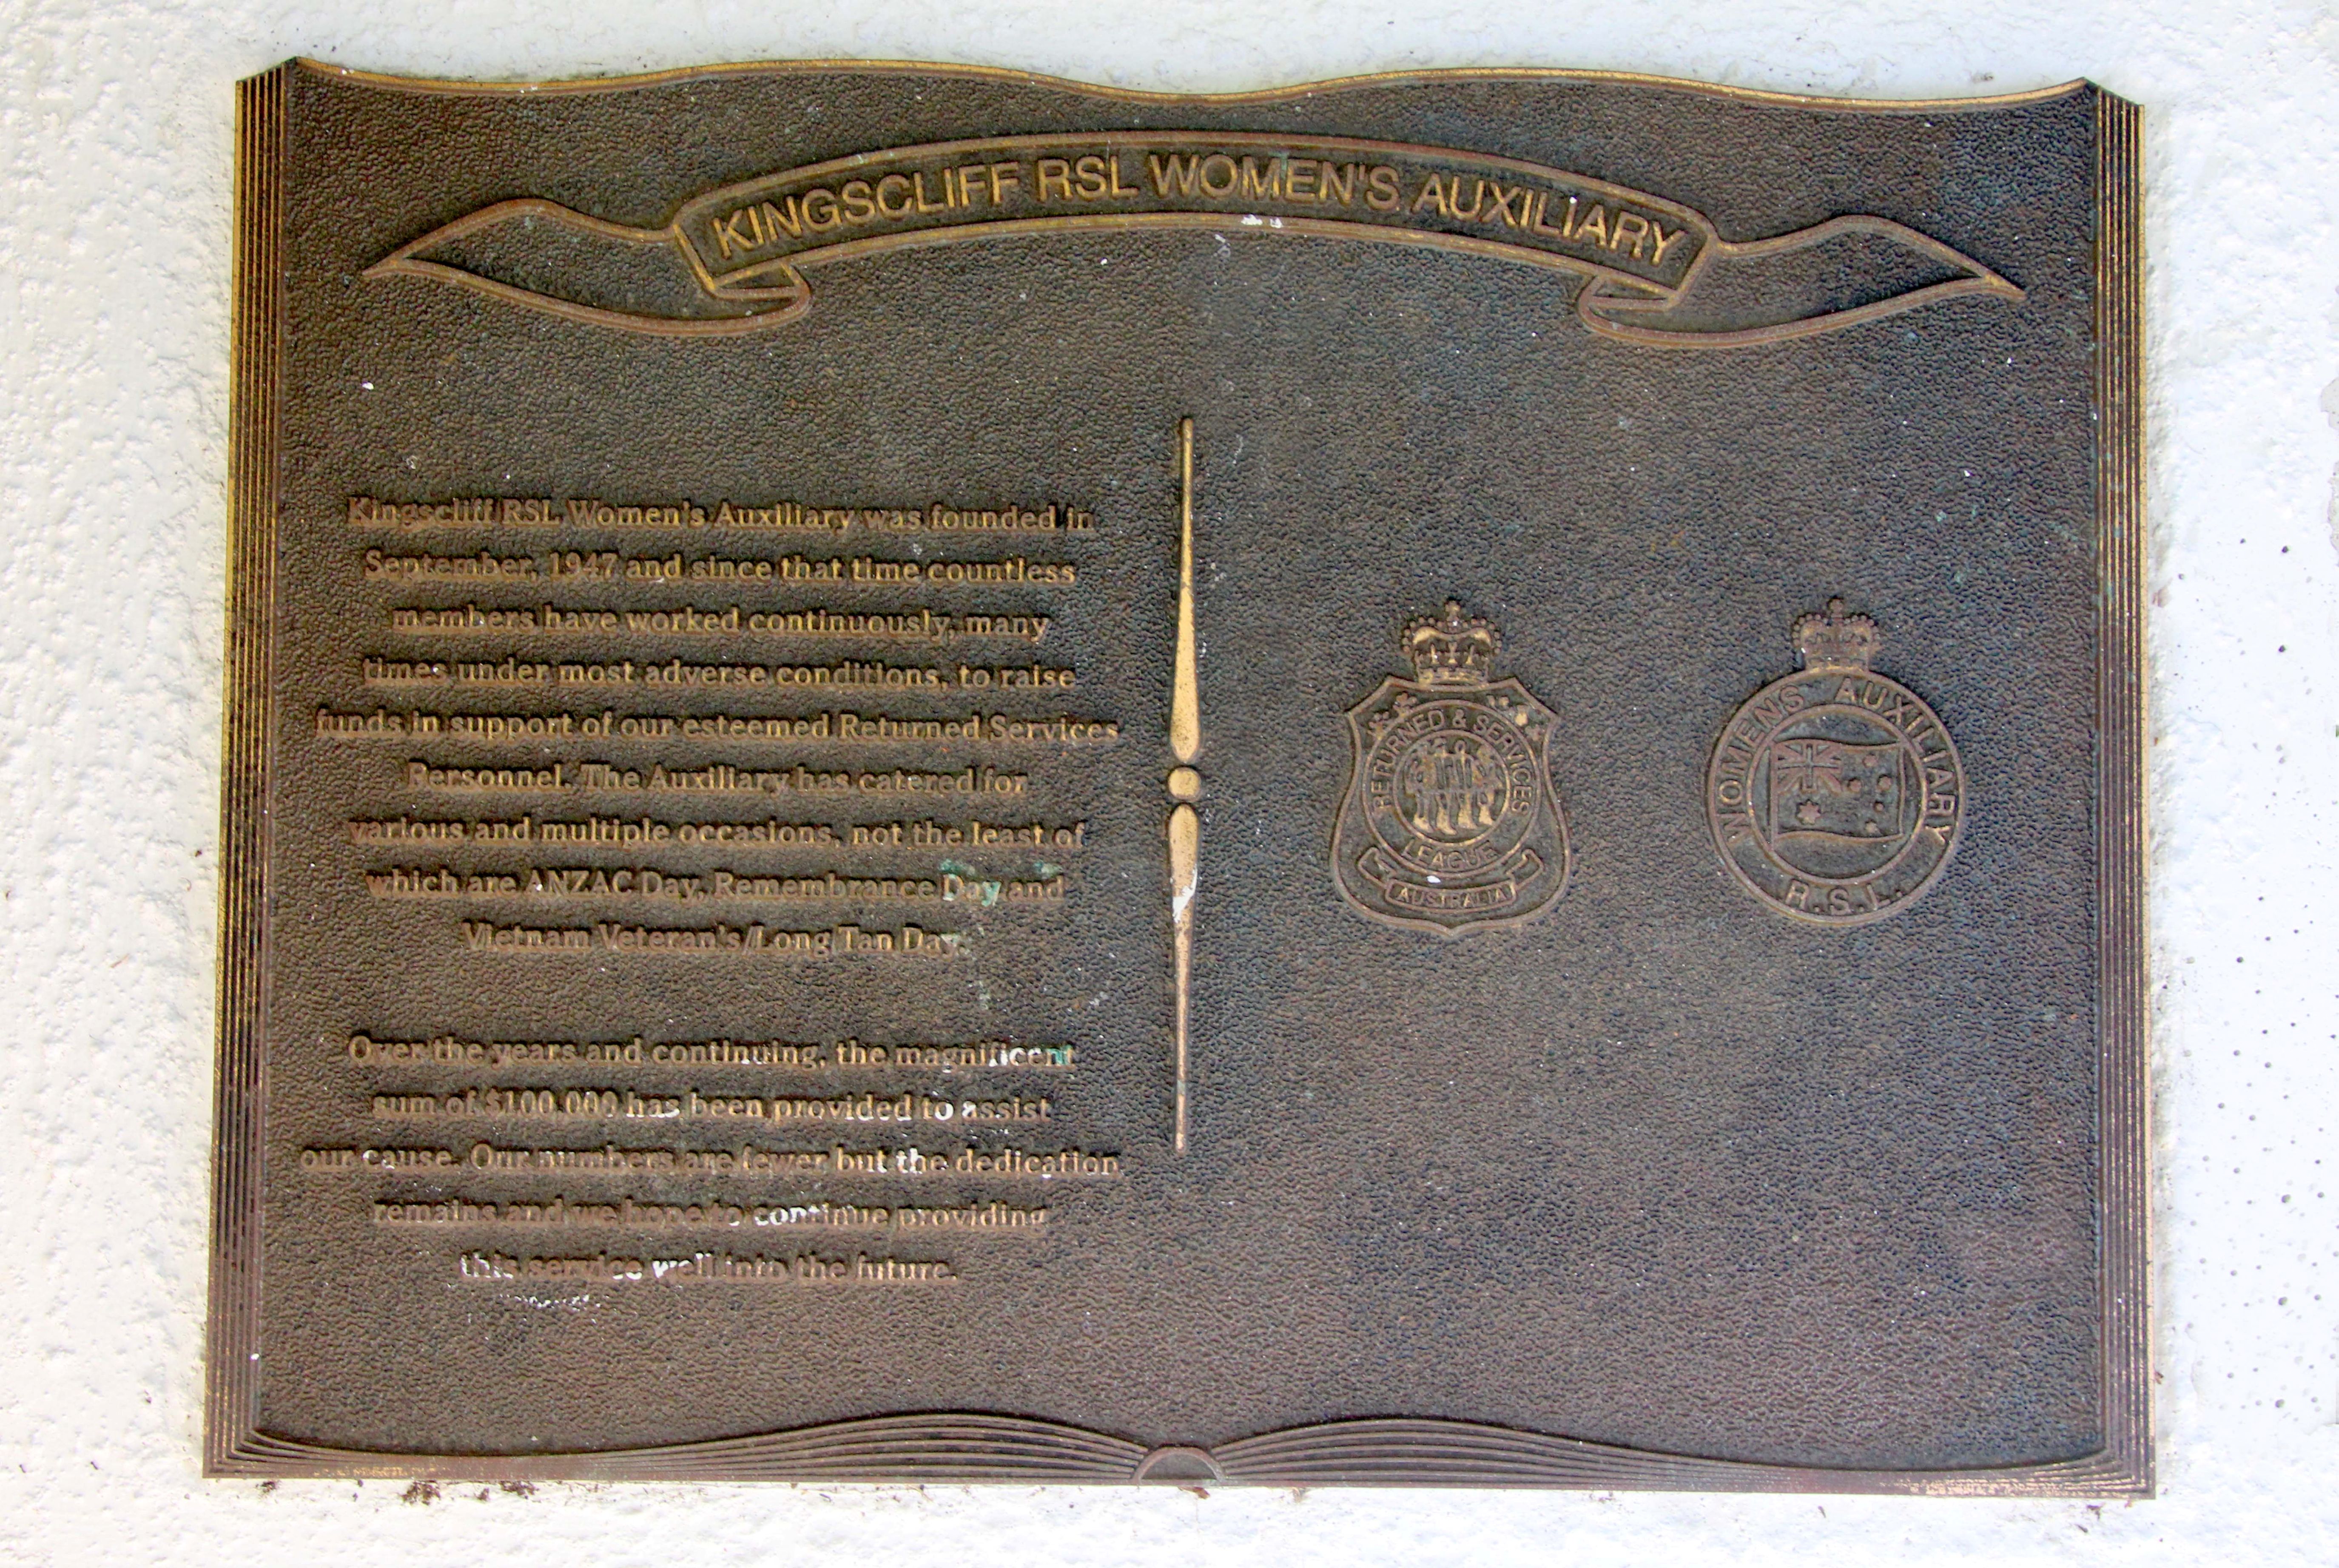 KINGSCLIFF RSL WOMEN'S AUXILIARY
Kingscliff RSL Women's Auxiliary was founded in
September, 1947 and since that time countless
members have worked continuously, many
times under most adverse conditions, to raise
funds in support of our esteemed Returned Services
Personnel. The Auxiliary has catered for
various and multiple occasions, not the least of
which are ANZAC Day, Remembrance Day and
Vietnam Veteran's/Long Tan Day.
Over the years and continuing, the magnificent
sum of $100,000 has been provided to assist
our cause. Our numbers are fewer but the dedication
remains and we hope to continue providing
this service well into the future.
RETURNED & SERVICES
LEAGUE
AUSTRALIA
WOMENS AUXILIARY
R.S.L.